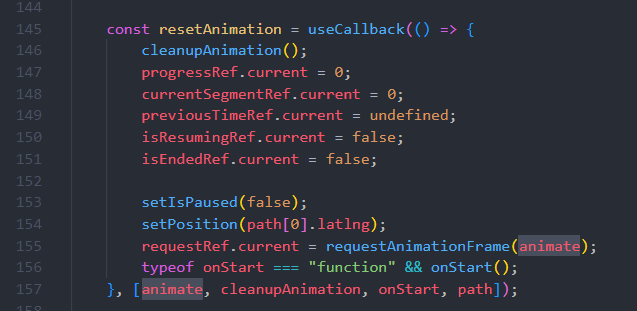 144
145 const resetAnimation = useCallback(() => {
146 cleanupAnimation();
147 progressRef.current = 0;
148 currentSegmentRef.current = 0;
149 previousTimeRef.current = undefined;
150 isResumingRef.current = false;
151 isEndedRef.current = false;
152
153 setIsPaused(false);
154 setPosition(path[0].latlng);
155 requestRef.current = requestAnimationFrame(animate);
156 typeof onStart === "function" && onStart();
157 }, [animate, cleanupAnimation, onStart, path]);
158